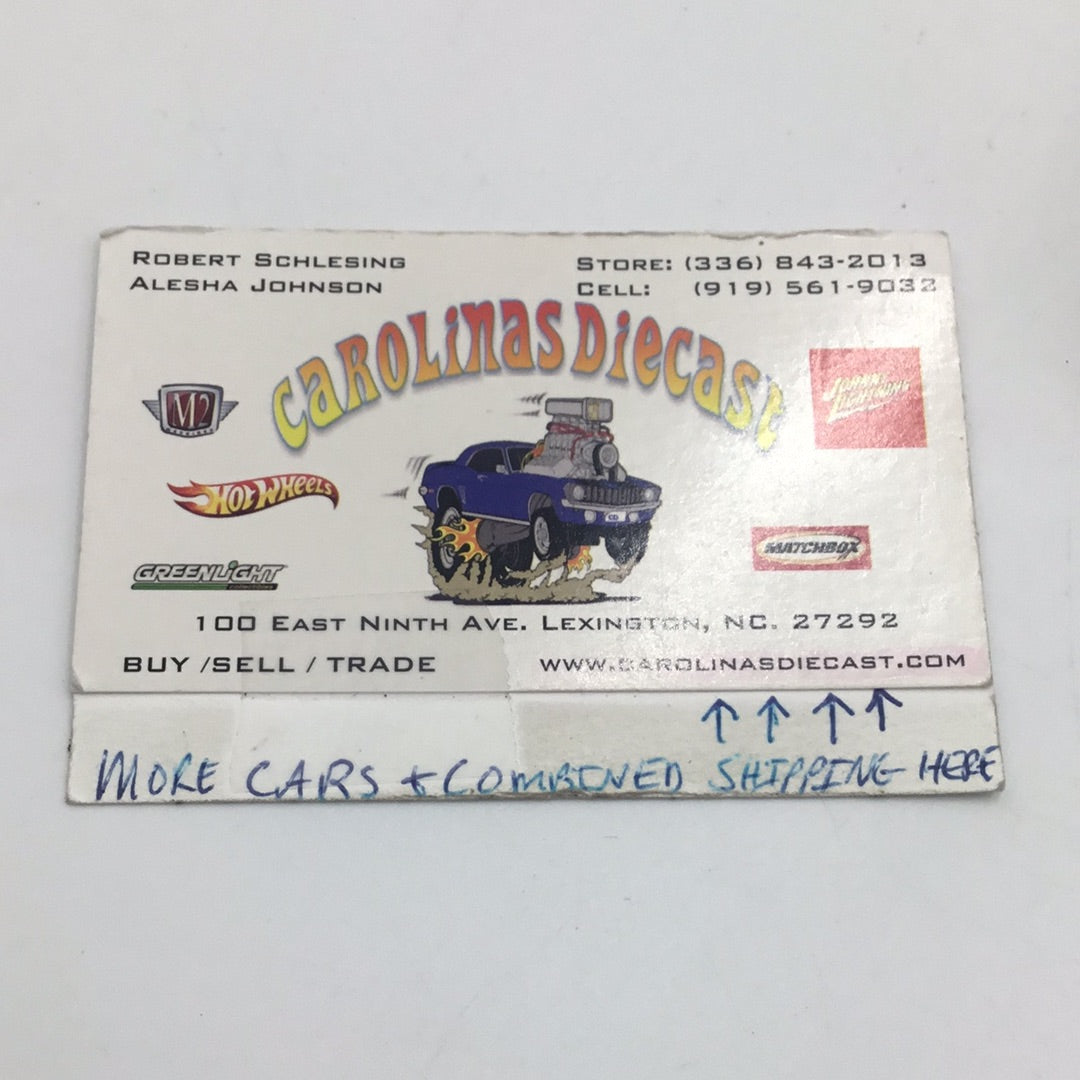 ROBERT SCHLESING
ALESHA JOHNSON
STORE: (336) 843-2013
CELL: (919) 561-9032
CAROLINAS DIECAST
M2
JOHNNY LIGHTNING
HOT WHEELS
MATCHBOX
GREENLIGHT
100 EAST NINTH AVE. LEXINGTON, NC. 27292
BUY /SELL / TRADE
WWW.CAROLINASDIECAST.COM
MORE CARS + COMBINED SHIPPING HERE